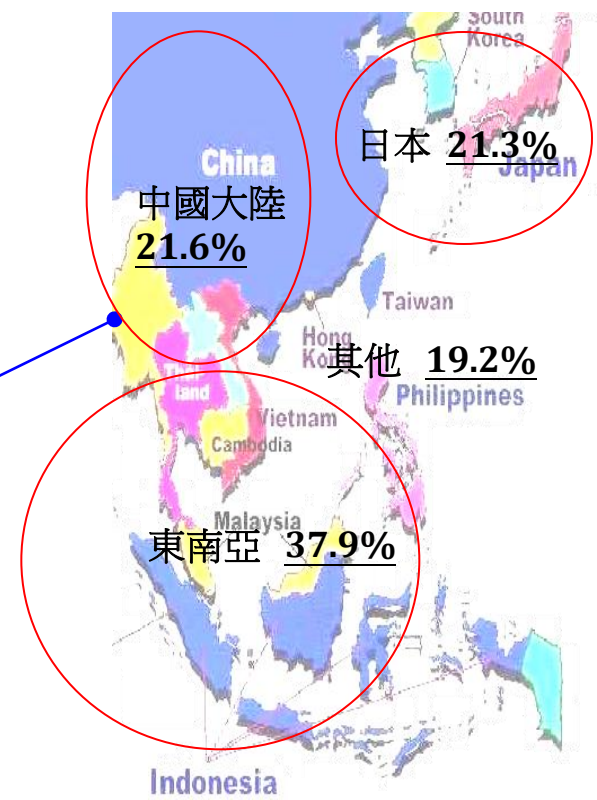 South
Korea
日本 21.3%
Japan
China
中國大陸
21.6%
Taiwan
Hong
Kong
其他 19.2%
Philippines
Thai-
land
Vietnam
Cambodia
Malaysia
東南亞 37.9%
Indonesia